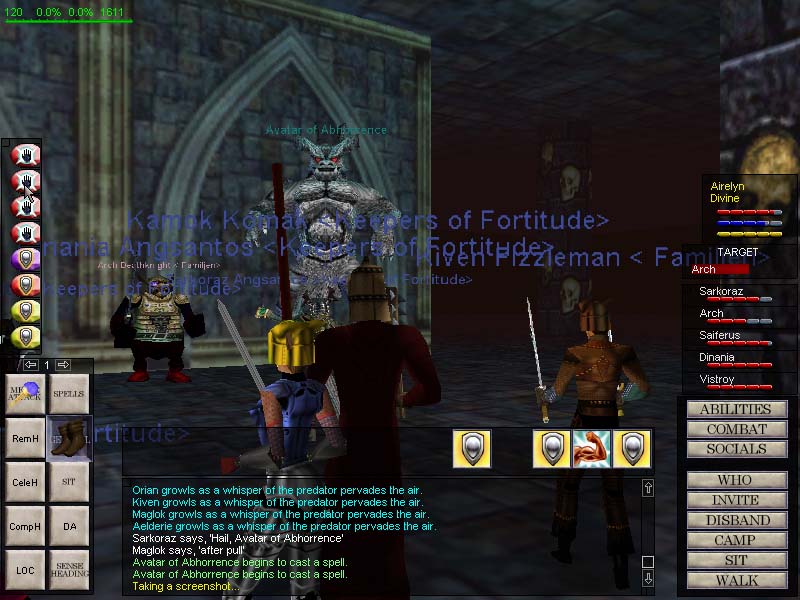 120 0.0% 0.0% 1611
Avatar of Abhorrence
Kamok Komak <Keepers of Fortitude>
Angsantos <Keepers of Fortitude>
Kiven Fizzleman < Familjen>
Arch Deathknight < Familjen>
Sarkoraz
Keepers of Fortitude>
Airelyn
Divine
TARGET
Arch
Sarkoraz
Arch
Saiferus
Dinania
Vistroy
1
SPELLS
RemH
CeleH
SIT
CompH
DA
LOC
SENSE
HEADING
Orian growls as a whisper of the predator pervades the air.
Kiven growls as a whisper of the predator pervades the air.
Maglok growls as a whisper of the predator pervades the air.
Aelderie growls as a whisper of the predator pervades the air.
Sarkoraz says, 'Hail, Avatar of Abhorrence'
Maglok says, 'after pull'
Avatar of Abhorrence begins to cast a spell.
Avatar of Abhorrence begins to cast a spell.
Taking a screenshot...
ABILITIES
COMBAT
SOCIALS
WHO
INVITE
DISBAND
CAMP
SIT
WALK